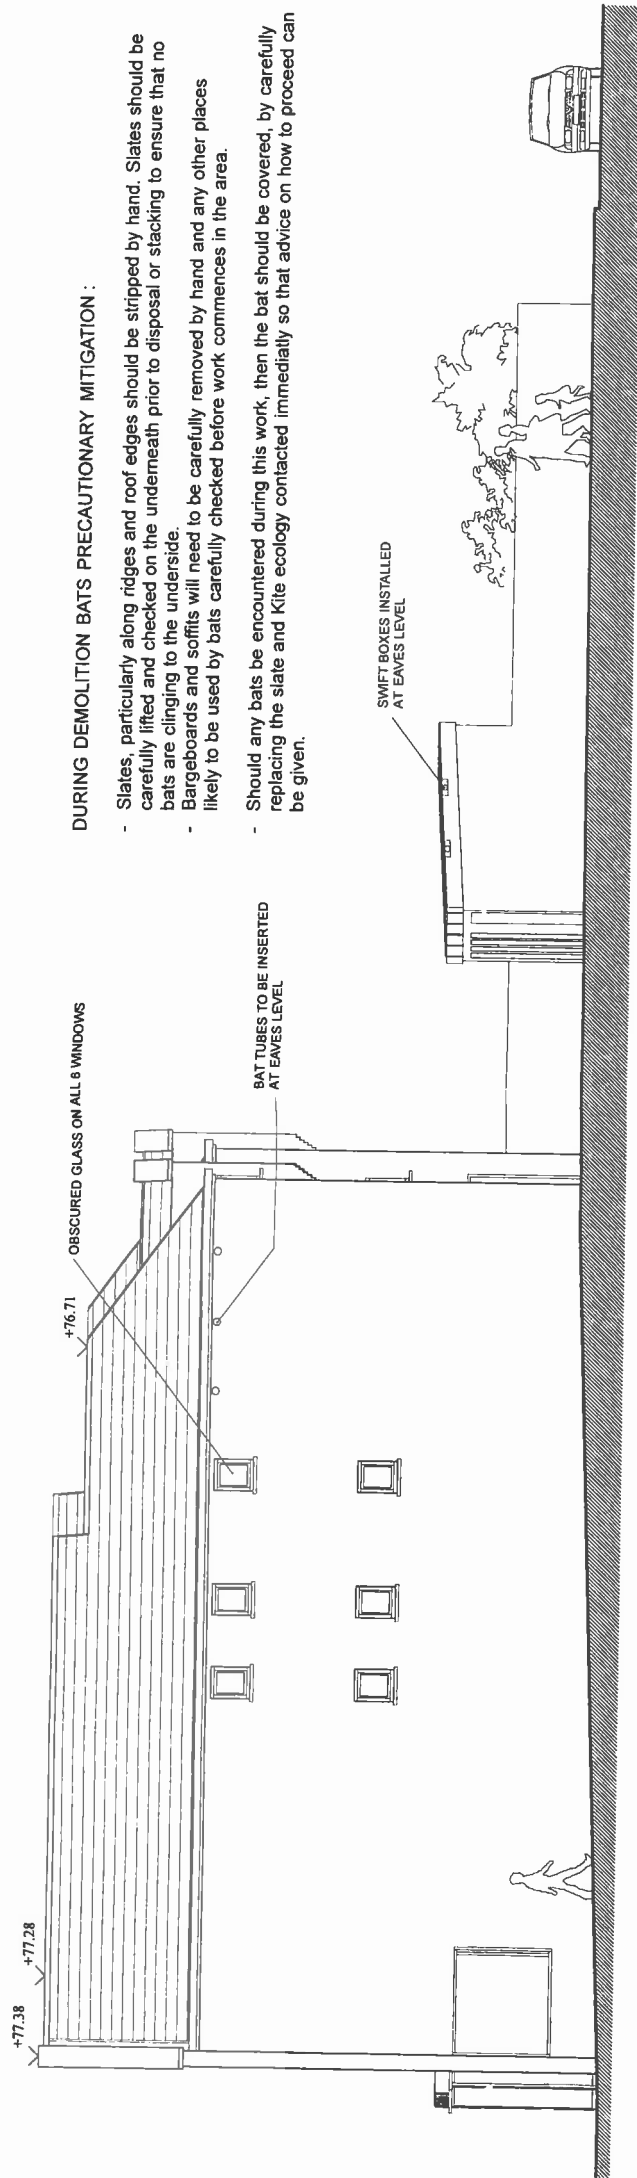 DURING DEMOLITION BATS PRECAUTIONARY MITIGATION :
- Slates, particularly along ridges and roof edges should be stripped by hand. Slates should be
carefully lifted and checked on the underneath prior to disposal or stacking to ensure that no
bats are clinging to the underside.
- Bargeboards and soffits will need to be carefully removed by hand and any other places
likely to be used by bats carefully checked before work commences in the area.
- Should any bats be encountered during this work, then the bat should be covered, by carefully
replacing the slate and Kite ecology contacted immediatly so that advice on how to proceed can
be given.
+77.38
+77.28
+76.71
OBSCURED GLASS ON ALL 6 WINDOWS
BAT TUBES TO BE INSERTED
AT EAVES LEVEL
SWIFT BOXES INSTALLED
AT EAVES LEVEL